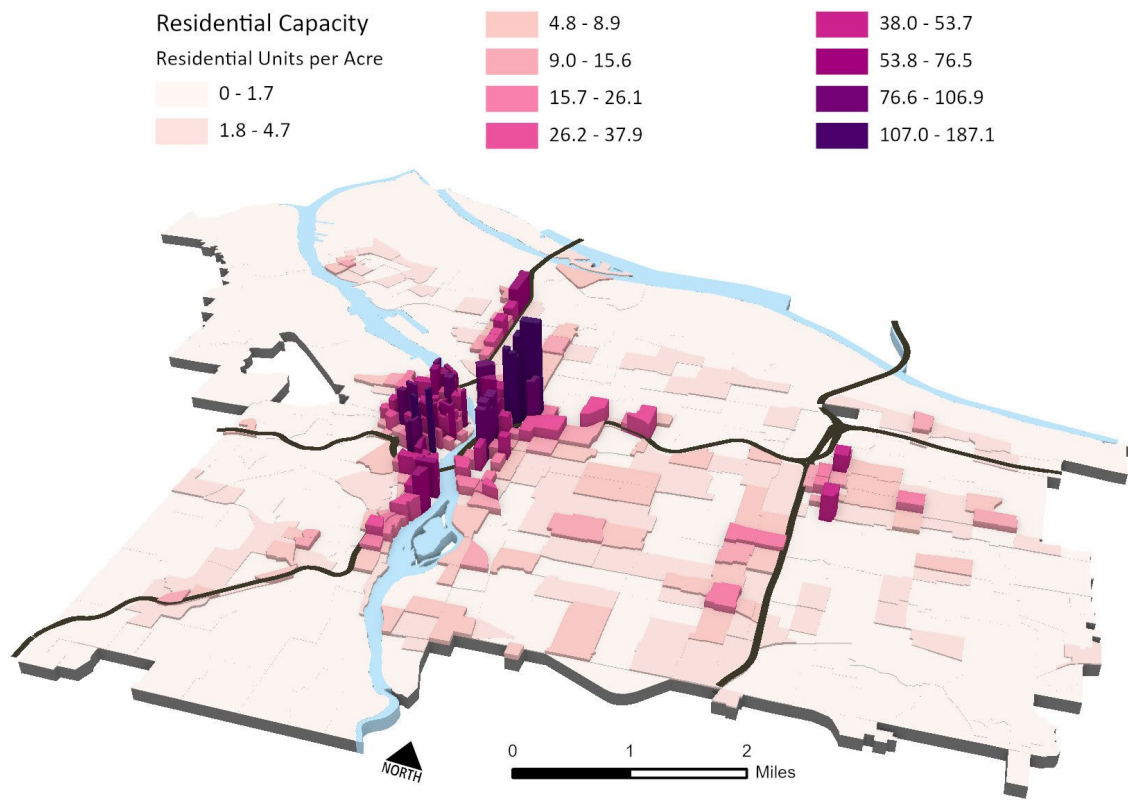 Residential Capacity
Residential Units per Acre
0 - 1.7
1.8 - 4.7
4.8 - 8.9
9.0 - 15.6
15.7 - 26.1
26.2 - 37.9
38.0 - 53.7
53.8 - 76.5
76.6 - 106.9
107.0 - 187.1
NORTH
0 1 2
Miles